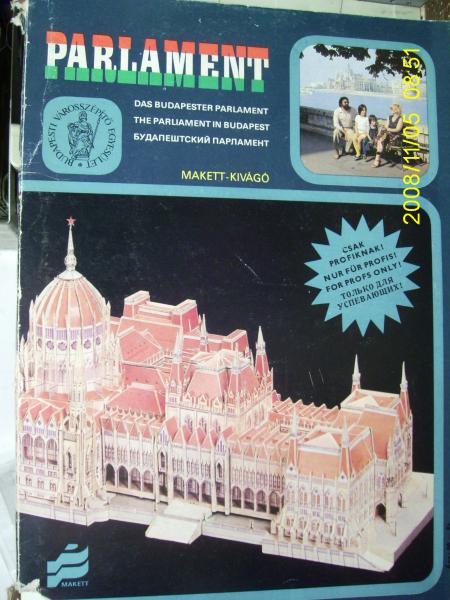 PARLAMENT
DAS BUDAPESTER PARLAMENT
THE PARLIAMENT IN BUDAPEST
БУДАПЕШТСКИЙ ПАРЛАМЕНТ
MAKETT-KIVÁGÓ
BUDAPESTI VÁROSSZÉPÍTŐ EGYESÜLET
2008/11/05 08:51
CSAK
PROFIKNAK!
NUR FÜR PROFIS!
FOR PROFS ONLY!
ТОЛЬКО ДЛЯ
УСПЕВАЮЩИХ!
MAKETT